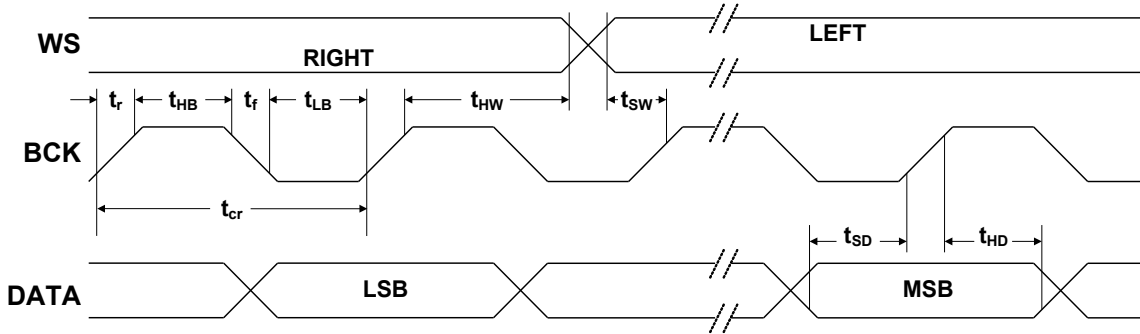 WS
RIGHT
LEFT
tr tHB tf tLB tHW tSW
BCK
tcr
tSD tHD
DATA
LSB
MSB